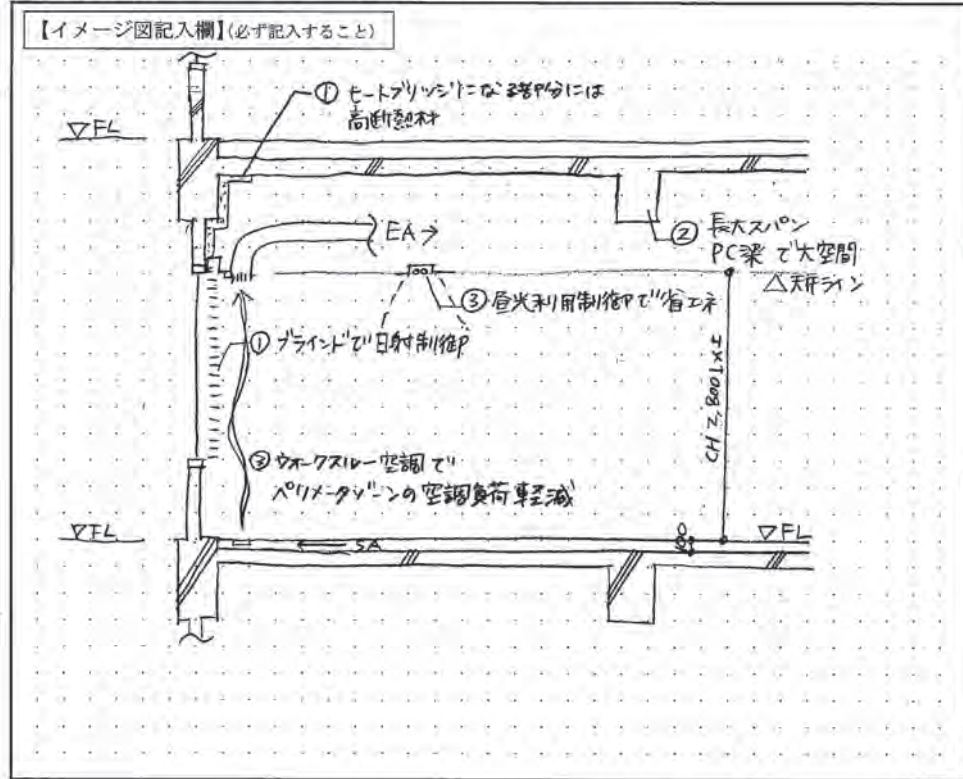 【イメージ図記入欄】(必ず記入すること)
① ヒートブリッジになる部分には
高断熱材
▽FL
EA→
② 長大スパン
PC梁で大空間
△天井ライン
③ 昼光利用制御で省エネ
① ブラインドで日射制御
CH≧2800以上
③ ウォークスルー空調で
ペリメータゾーンの空調負荷軽減
▽FL
SA
100
▽FL